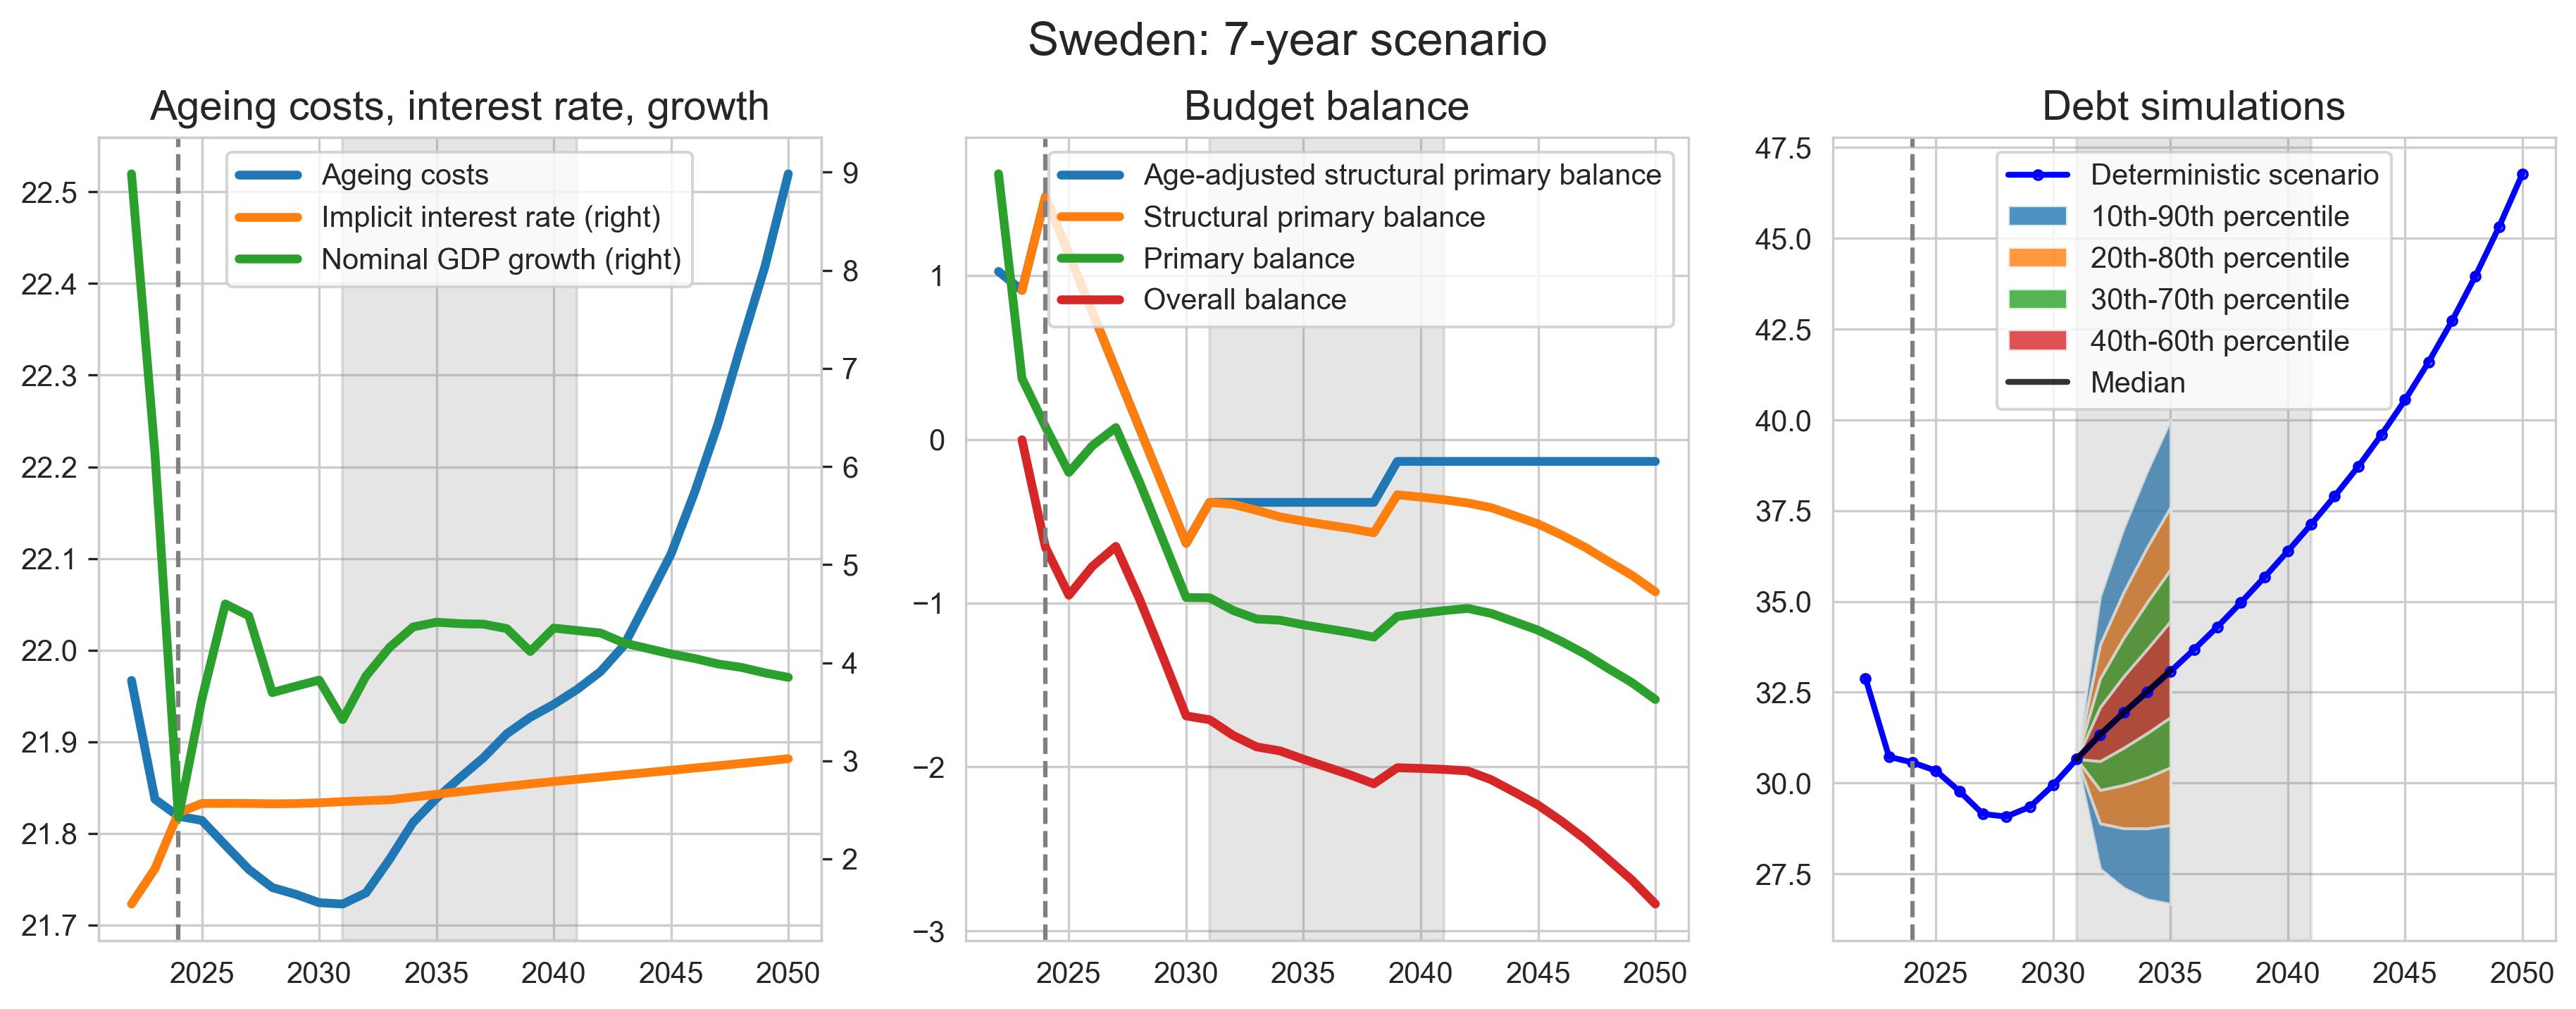 Sweden: 7-year scenario
Ageing costs, interest rate, growth
Ageing costs
Implicit interest rate (right)
Nominal GDP growth (right)
22.5
22.4
22.3
22.2
22.1
22.0
21.9
21.8
21.7
9
8
7
6
5
4
3
2
2025 2030 2035 2040 2045 2050
Budget balance
Age-adjusted structural primary balance
Structural primary balance
Primary balance
Overall balance
1
0
−1
−2
−3
2025 2030 2035 2040 2045 2050
Debt simulations
Deterministic scenario
10th-90th percentile
20th-80th percentile
30th-70th percentile
40th-60th percentile
Median
47.5
45.0
42.5
40.0
37.5
35.0
32.5
30.0
27.5
2025 2030 2035 2040 2045 2050